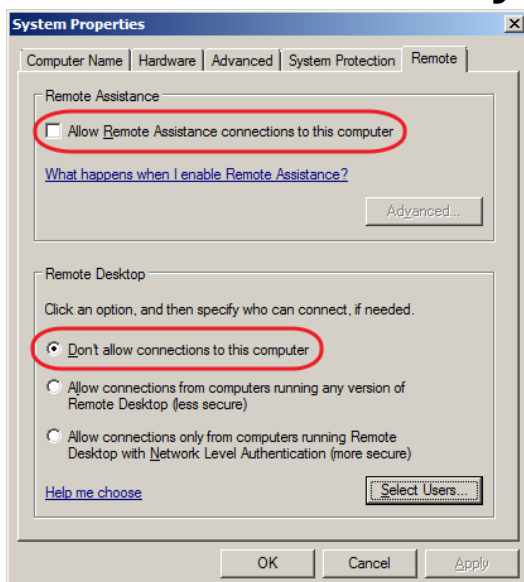 System Properties
Computer Name Hardware Advanced System Protection Remote
Remote Assistance
Allow Remote Assistance connections to this computer
What happens when I enable Remote Assistance?
Advanced...
Remote Desktop
Click an option, and then specify who can connect, if needed.
Don't allow connections to this computer
Allow connections from computers running any version of
Remote Desktop (less secure)
Allow connections only from computers running Remote
Desktop with Network Level Authentication (more secure)
Help me choose Select Users...
OK Cancel Apply